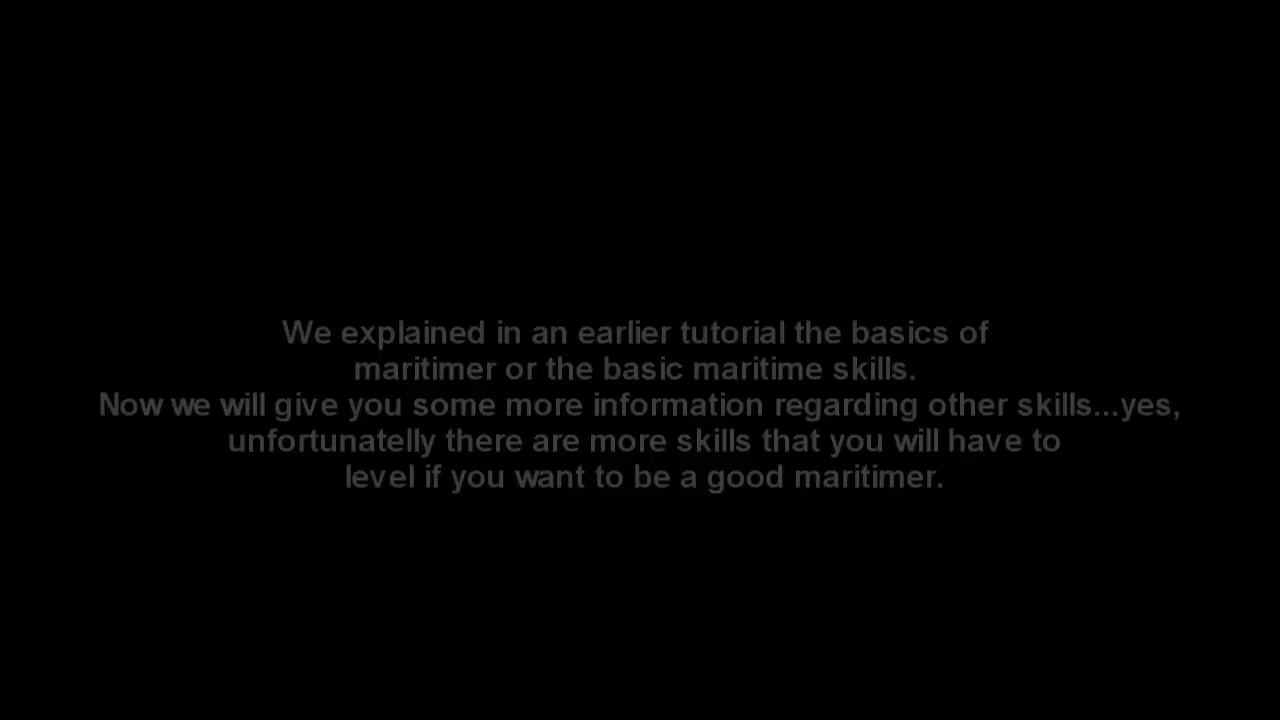 We explained in an earlier tutorial the basics of
maritimer or the basic maritime skills.
Now we will give you some more information regarding other skills...yes,
unfortunatelly there are more skills that you will have to
level if you want to be a good maritimer.